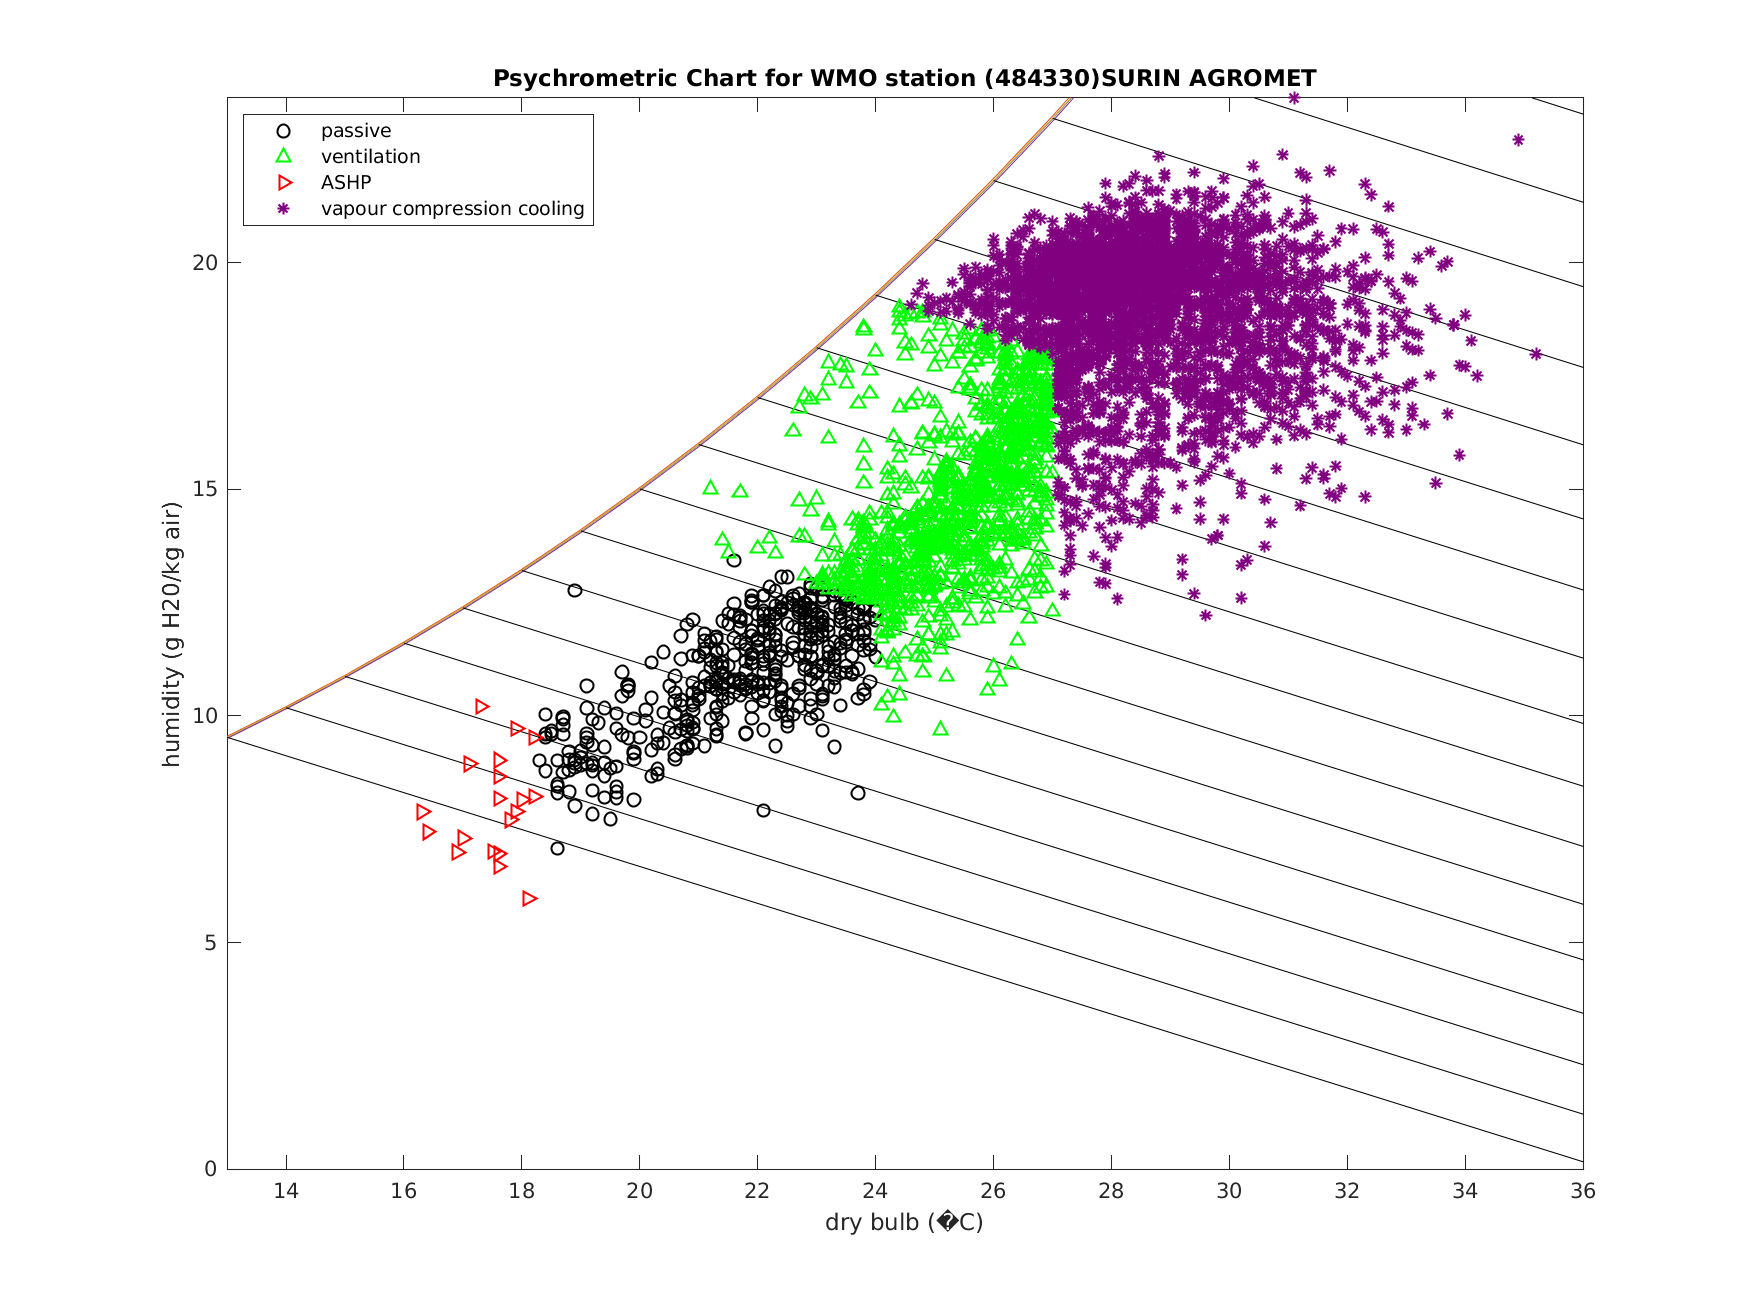 Psychrometric Chart for WMO station (484330)SURIN AGROMET
passive
ventilation
ASHP
vapour compression cooling
20
15
10
5
0
humidity (g H20/kg air)
14 16 18 20 22 24 26 28 30 32 34 36
dry bulb (�C)